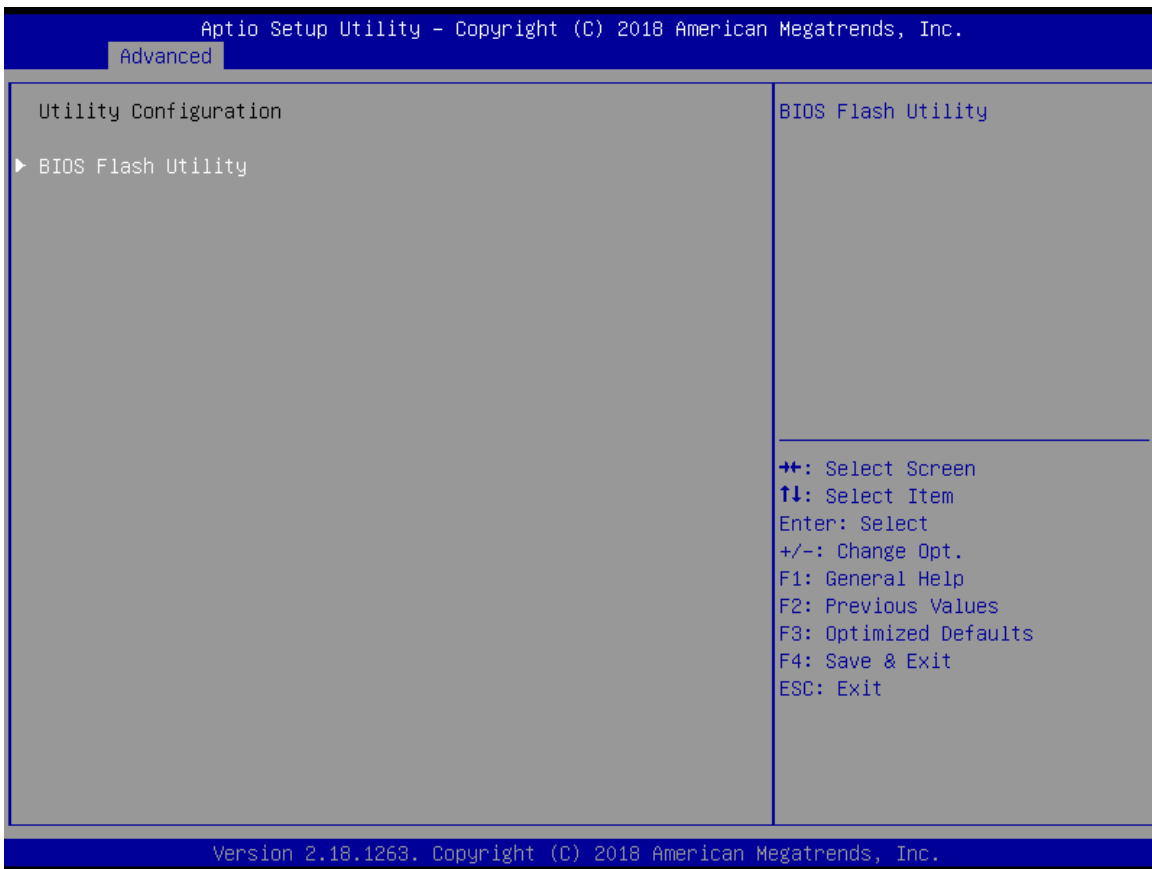 Aptio Setup Utility – Copyright (C) 2018 American Megatrends, Inc.
Advanced
Utility Configuration
▶ BIOS Flash Utility
BIOS Flash Utility
→←: Select Screen
↑↓: Select Item
Enter: Select
+/-: Change Opt.
F1: General Help
F2: Previous Values
F3: Optimized Defaults
F4: Save & Exit
ESC: Exit
Version 2.18.1263. Copyright (C) 2018 American Megatrends, Inc.